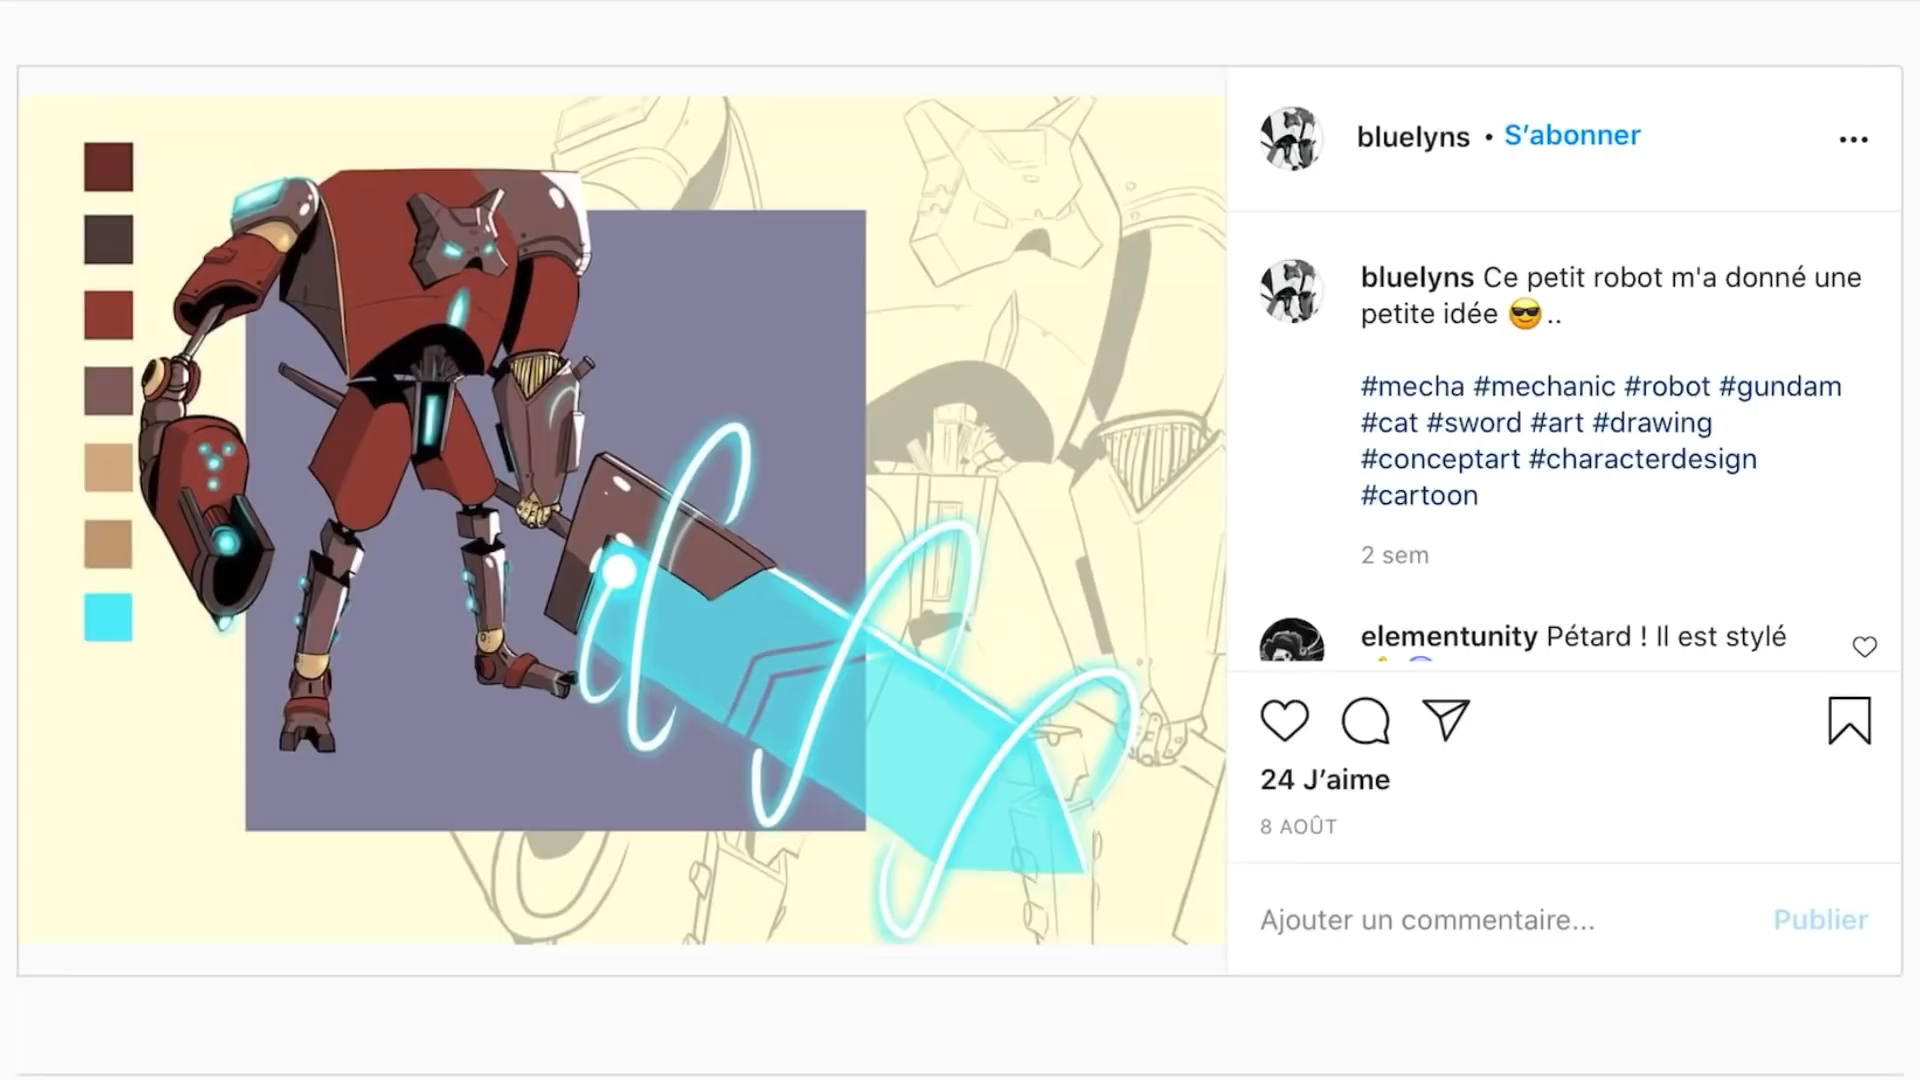 bluelyns • S’abonner
bluelyns Ce petit robot m'a donné une
petite idée 😎 ..
#mecha #mechanic #robot #gundam
#cat #sword #art #drawing
#conceptart #characterdesign
#cartoon
2 sem
elementunity Pétard ! Il est stylé
24 J’aime
8 AOÛT
Ajouter un commentaire...
Publier